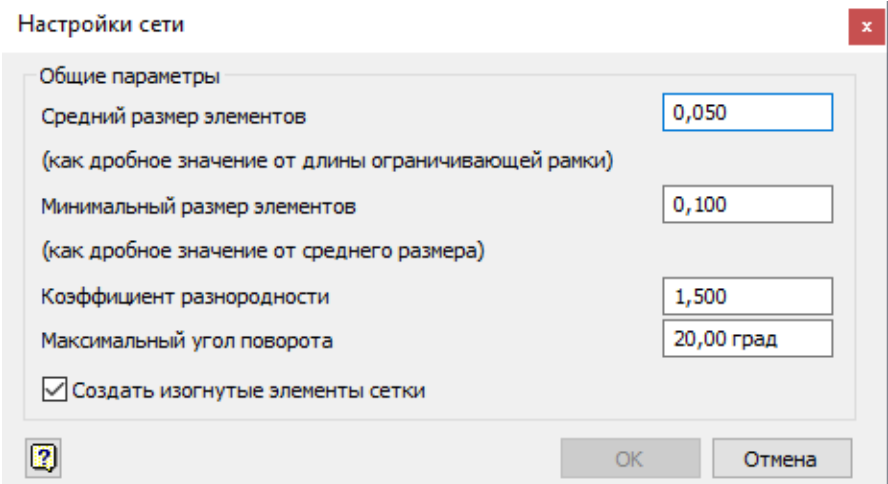 Настройки сети
x
Общие параметры
Средний размер элементов 0,050
(как дробное значение от длины ограничивающей рамки)
Минимальный размер элементов 0,100
(как дробное значение от среднего размера)
Коэффициент разнородности 1,500
Максимальный угол поворота 20,00 град
Создать изогнутые элементы сетки
? OK Отмена